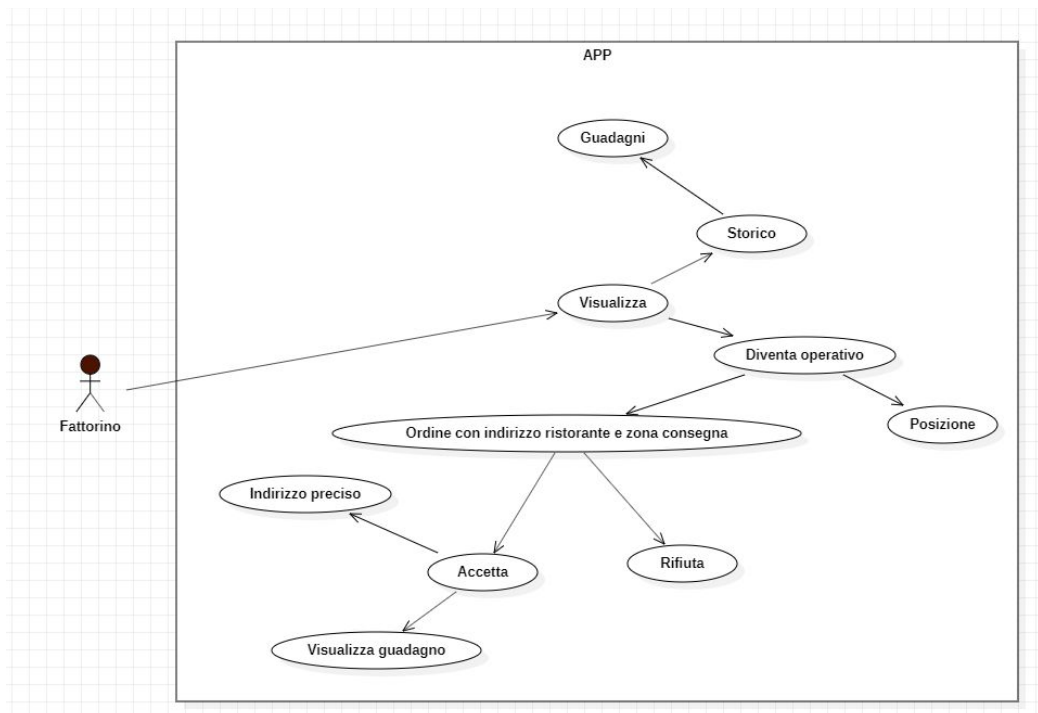 APP
Guadagni
Storico
Visualizza
Diventa operativo
Fattorino
Posizione
Ordine con indirizzo ristorante e zona consegna
Indirizzo preciso
Rifiuta
Accetta
Visualizza guadagno